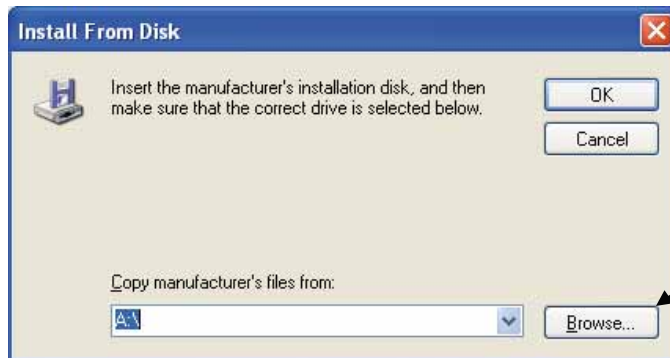 Install From Disk
Insert the manufacturer's installation disk, and then
make sure that the correct drive is selected below.
OK
Cancel
Copy manufacturer's files from:
A:\
Browse...